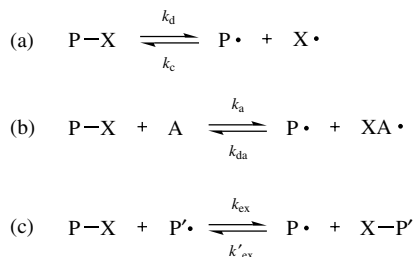 (a) P–X ⇌ P• + X•
k_d
k_c
(b) P–X + A ⇌ P• + XA•
k_a
k_da
(c) P–X + P′• ⇌ P• + X–P′
k_ex
k′_ex